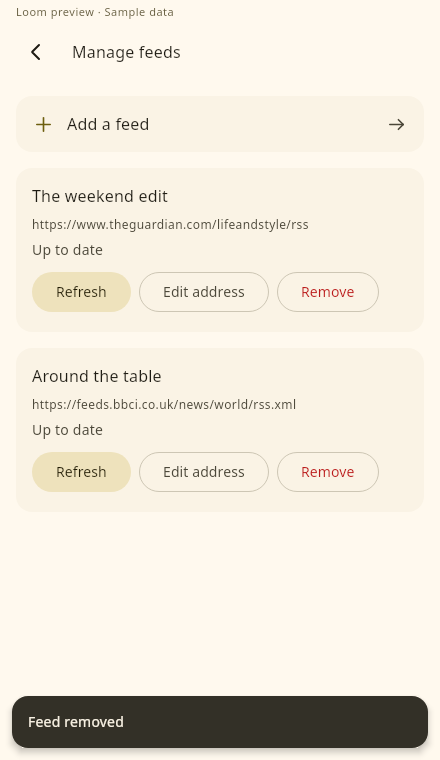 Loom preview · Sample data
Manage feeds
Add a feed
The weekend edit
https://www.theguardian.com/lifeandstyle/rss
Up to date
Refresh
Edit address
Remove
Around the table
https://feeds.bbci.co.uk/news/world/rss.xml
Up to date
Refresh
Edit address
Remove
Feed removed